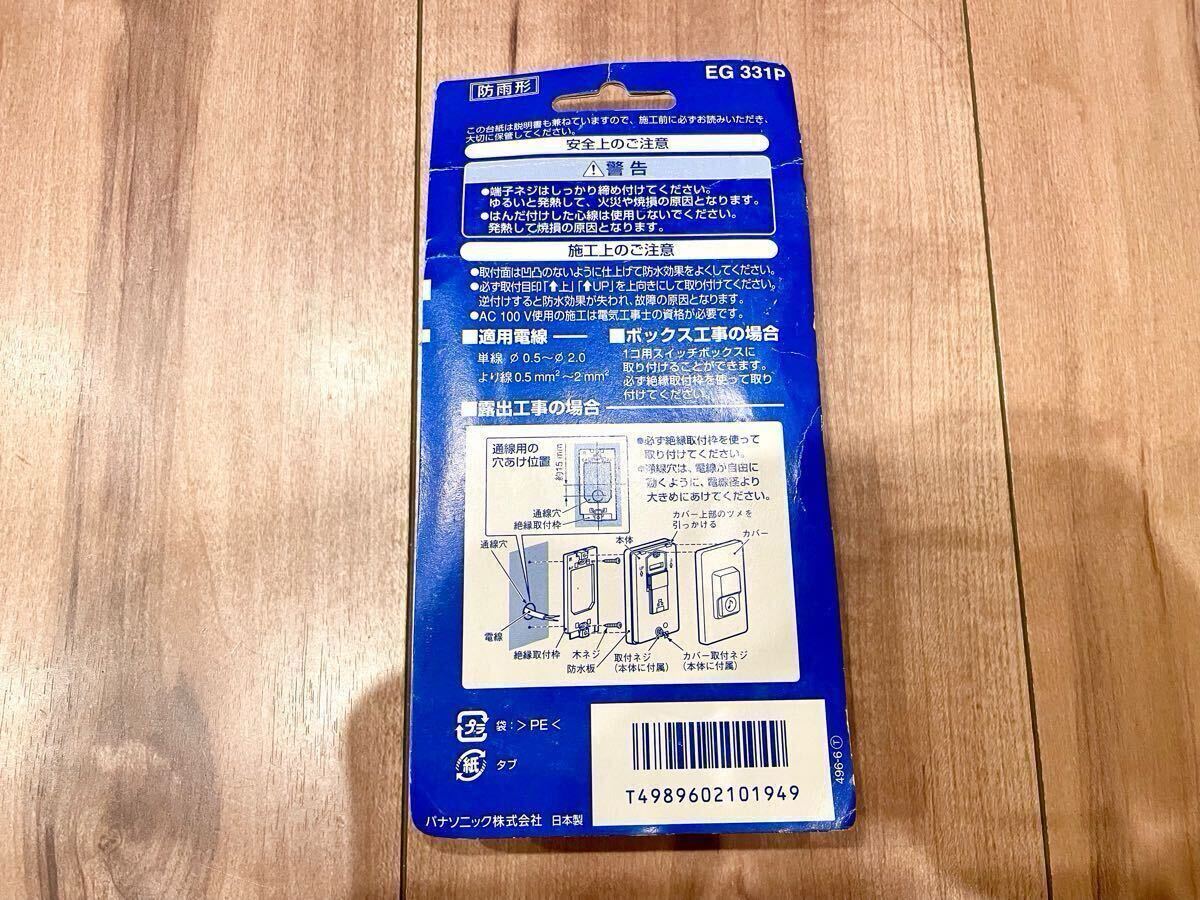 防雨形
EG 331P
この台紙は説明書も兼ねていますので、施工前に必ずお読みいただき、
大切に保管してください。
安全上のご注意
警告
●端子ネジはしっかり締め付けてください。
ゆるいと発熱して、火災や焼損の原因となります。
●はんだ付けした心線は使用しないでください。
発熱して焼損の原因となります。
施工上のご注意
●取付面は凹凸のないように仕上げて防水効果をよくしてください。
●必ず取付目印「⬆上」「⬆UP」を上向きにして取り付けてください。
逆付けすると防水効果が失われ、故障の原因となります。
●AC 100 V使用の施工は電気工事士の資格が必要です。
■適用電線
単線 φ0.5～φ2.0
より線0.5 mm²～2 mm²
■ボックス工事の場合
1コ用スイッチボックスに
取り付けることができます。
必ず絶縁取付枠を使って取り
付けてください。
■露出工事の場合
通線用の
穴あけ位置
約15 mm
通線穴
絶縁取付枠
●必ず絶縁取付枠を使って
取り付けてください。
●通線穴は、電線が自由に
動くように、電線径より
大きめにあけてください。
カバー上部のツメを
引っかける
本体
カバー
通線穴
電線
絶縁取付枠
木ネジ
防水板
取付ネジ
(本体に付属)
カバー取付ネジ
(本体に付属)
プラ
袋：＞PE＜
紙
タブ
パナソニック株式会社 日本製
T4989602101949
496-6 Ⓣ